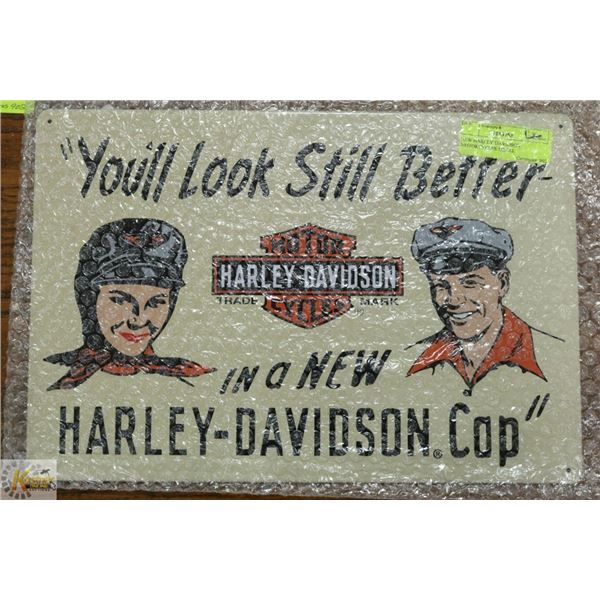 "You'll Look Still Better-
MOTOR
HARLEY-DAVIDSON
TRADE MARK
CYCLES
IN a NEW
HARLEY-DAVIDSON® Cap"